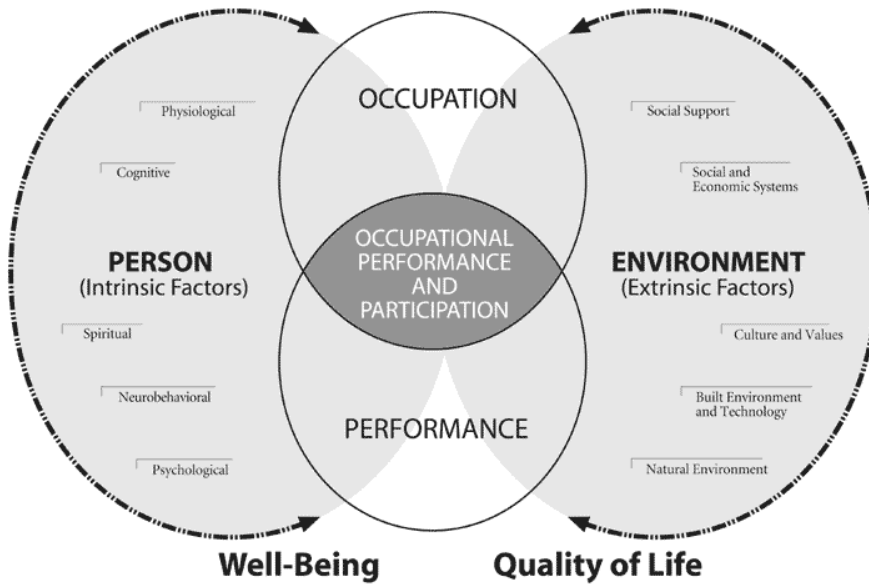 OCCUPATION
Physiological
Cognitive
PERSON
(Intrinsic Factors)
Spiritual
Neurobehavioral
Psychological
OCCUPATIONAL
PERFORMANCE
AND
PARTICIPATION
PERFORMANCE
Social Support
Social and
Economic Systems
ENVIRONMENT
(Extrinsic Factors)
Culture and Values
Built Environment
and Technology
Natural Environment
Well-Being
Quality of Life